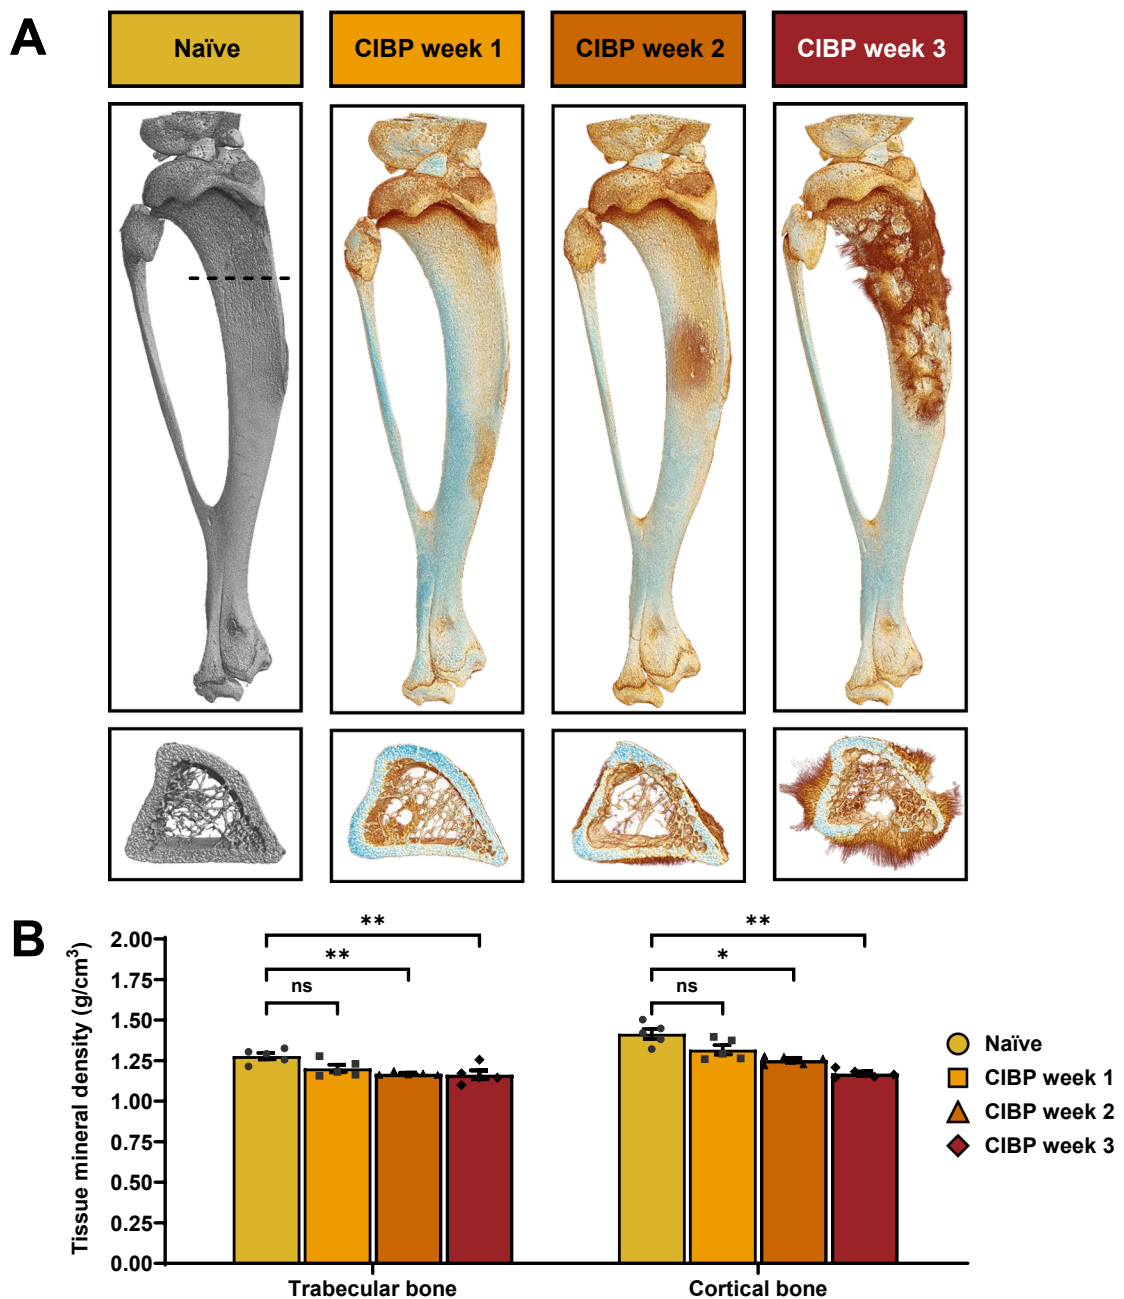 A
Naïve
CIBP week 1
CIBP week 2
CIBP week 3
B
Tissue mineral density (g/cm³)
2.00
1.75
1.50
1.25
1.00
0.75
0.50
0.25
0.00
**
**
ns
**
*
ns
Trabecular bone
Cortical bone
Naïve
CIBP week 1
CIBP week 2
CIBP week 3